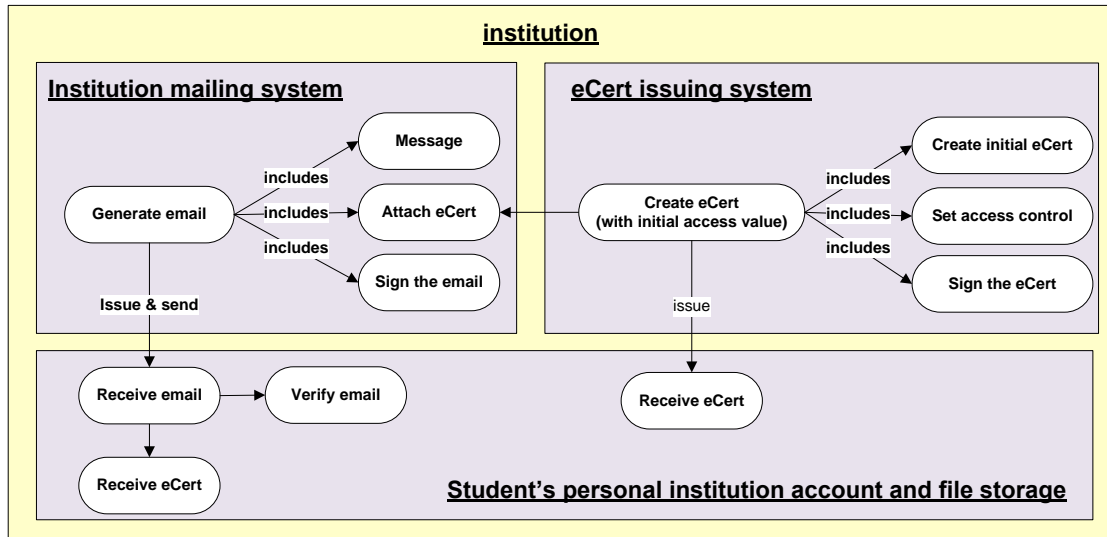 institution
Institution mailing system
Message
includes
Generate email
includes
Attach eCert
includes
Sign the email
Issue & send
eCert issuing system
Create initial eCert
includes
Create eCert
(with initial access value)
includes
Set access control
includes
Sign the eCert
issue
Receive email
Verify email
Receive eCert
Receive eCert
Student's personal institution account and file storage